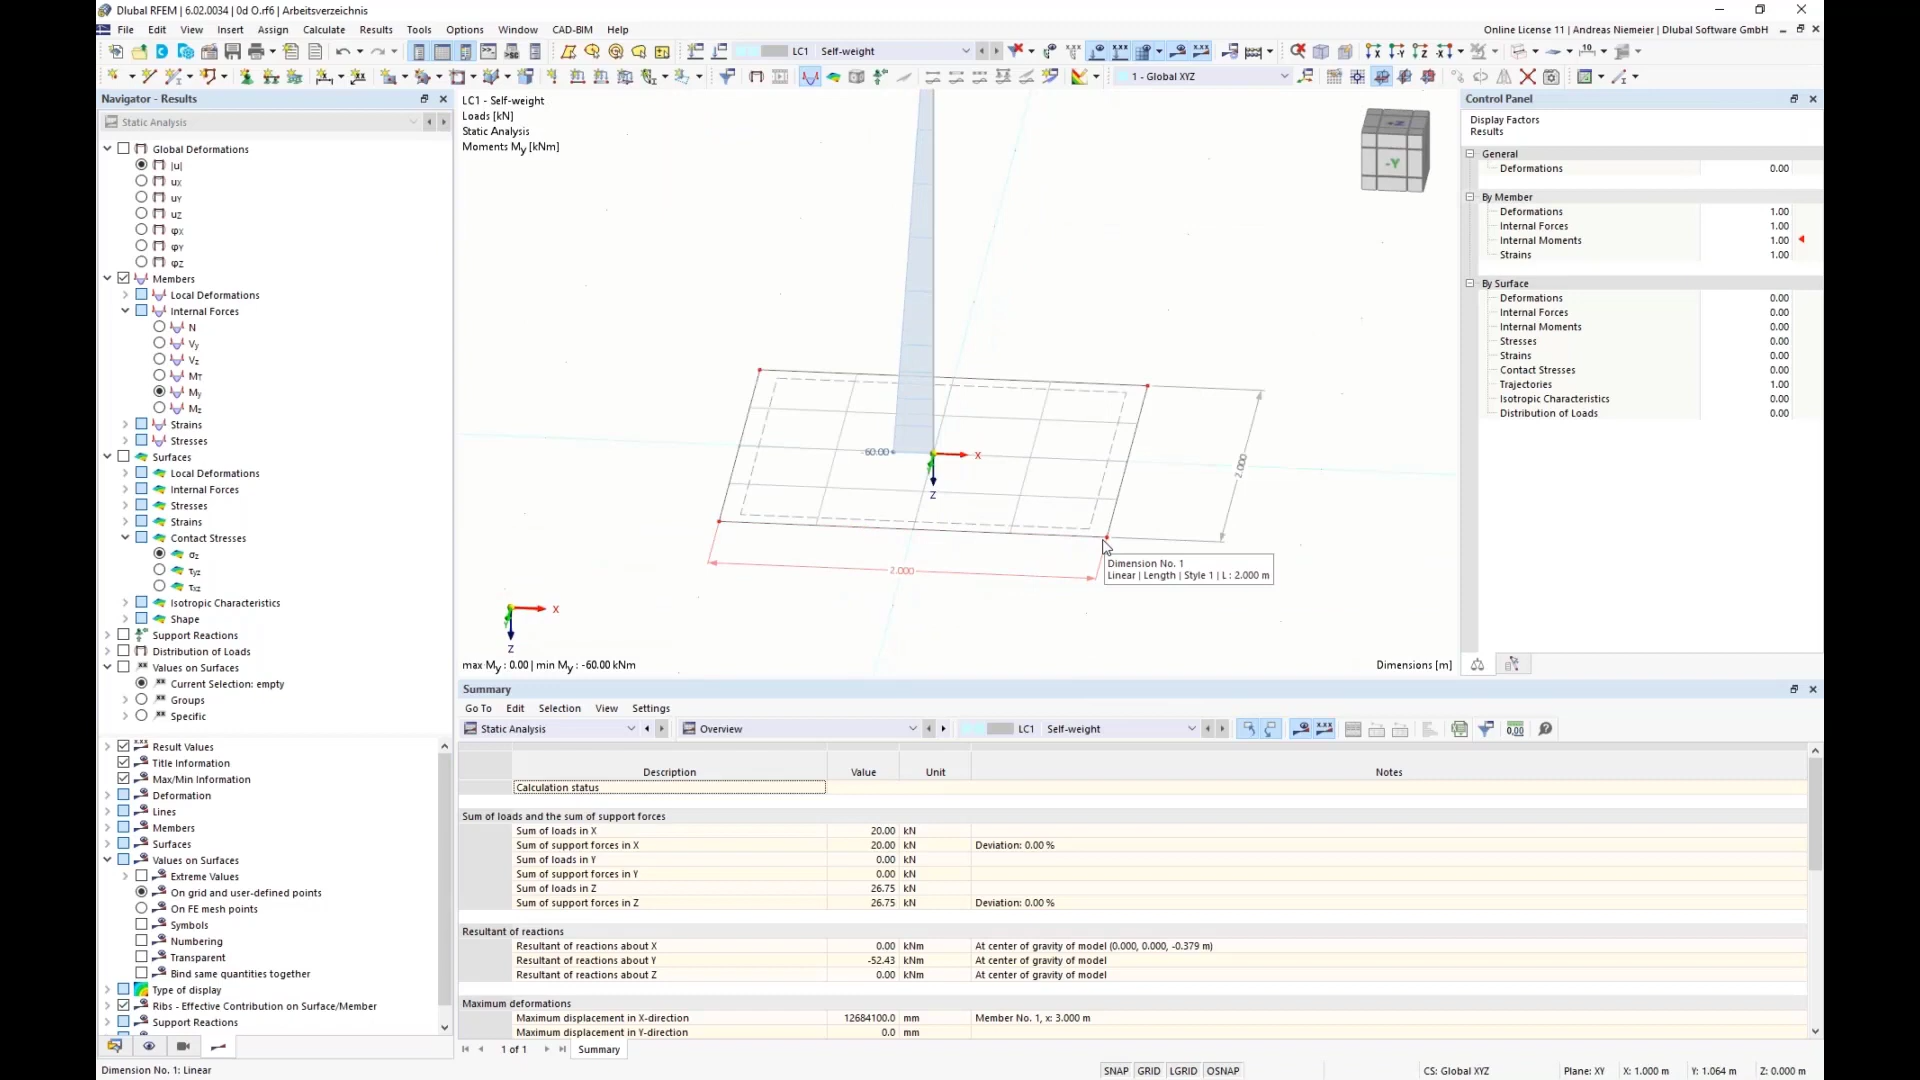 Dlubal RFEM | 6.02.0034 | 0d O.rf6 | Arbeitsverzeichnis
File Edit View Insert Assign Calculate Results Tools Options Window CAD-BIM Help
Online License 11 | Andreas Niemeier | Dlubal Software GmbH
LC1 Self-weight
1 - Global XYZ
Navigator - Results
Static Analysis
Global Deformations
|u|
uX
uY
uZ
φX
φY
φZ
Members
Local Deformations
Internal Forces
N
Vy
Vz
MT
My
Mz
Strains
Stresses
Surfaces
Local Deformations
Internal Forces
Stresses
Strains
Contact Stresses
σz
τyz
τxz
Isotropic Characteristics
Shape
Support Reactions
Distribution of Loads
Values on Surfaces
Current Selection: empty
Groups
Specific
Result Values
Title Information
Max/Min Information
Deformation
Lines
Members
Surfaces
Values on Surfaces
Extreme Values
On grid and user-defined points
On FE mesh points
Symbols
Numbering
Transparent
Bind same quantities together
Type of display
Ribs - Effective Contribution on Surface/Member
Support Reactions
LC1 - Self-weight
Loads [kN]
Static Analysis
Moments My [kNm]
-Z
-Y
-60.00
X
Z
2.000
2.000
Dimension No. 1
Linear | Length | Style 1 | L : 2.000 m
X
Z
max My : 0.00 | min My : -60.00 kNm
Dimensions [m]
Control Panel
Display Factors
Results
General
Deformations 0.00
By Member
Deformations 1.00
Internal Forces 1.00
Internal Moments 1.00
Strains 1.00
By Surface
Deformations 0.00
Internal Forces 0.00
Internal Moments 0.00
Stresses 0.00
Strains 0.00
Contact Stresses 0.00
Trajectories 1.00
Isotropic Characteristics 0.00
Distribution of Loads 0.00
Summary
Go To Edit Selection View Settings
Static Analysis Overview LC1 Self-weight
Description Value Unit Notes
Calculation status
Sum of loads and the sum of support forces
Sum of loads in X 20.00 kN
Sum of support forces in X 20.00 kN Deviation: 0.00 %
Sum of loads in Y 0.00 kN
Sum of support forces in Y 0.00 kN
Sum of loads in Z 26.75 kN
Sum of support forces in Z 26.75 kN Deviation: 0.00 %
Resultant of reactions
Resultant of reactions about X 0.00 kNm At center of gravity of model (0.000, 0.000, -0.379 m)
Resultant of reactions about Y -52.43 kNm At center of gravity of model
Resultant of reactions about Z 0.00 kNm At center of gravity of model
Maximum deformations
Maximum displacement in X-direction 12684100.0 mm Member No. 1, x: 3.000 m
Maximum displacement in Y-direction 0.0 mm
1 of 1 Summary
Dimension No. 1: Linear
SNAP GRID LGRID OSNAP
CS: Global XYZ
Plane: XY
X: 1.000 m Y: 1.064 m Z: 0.000 m